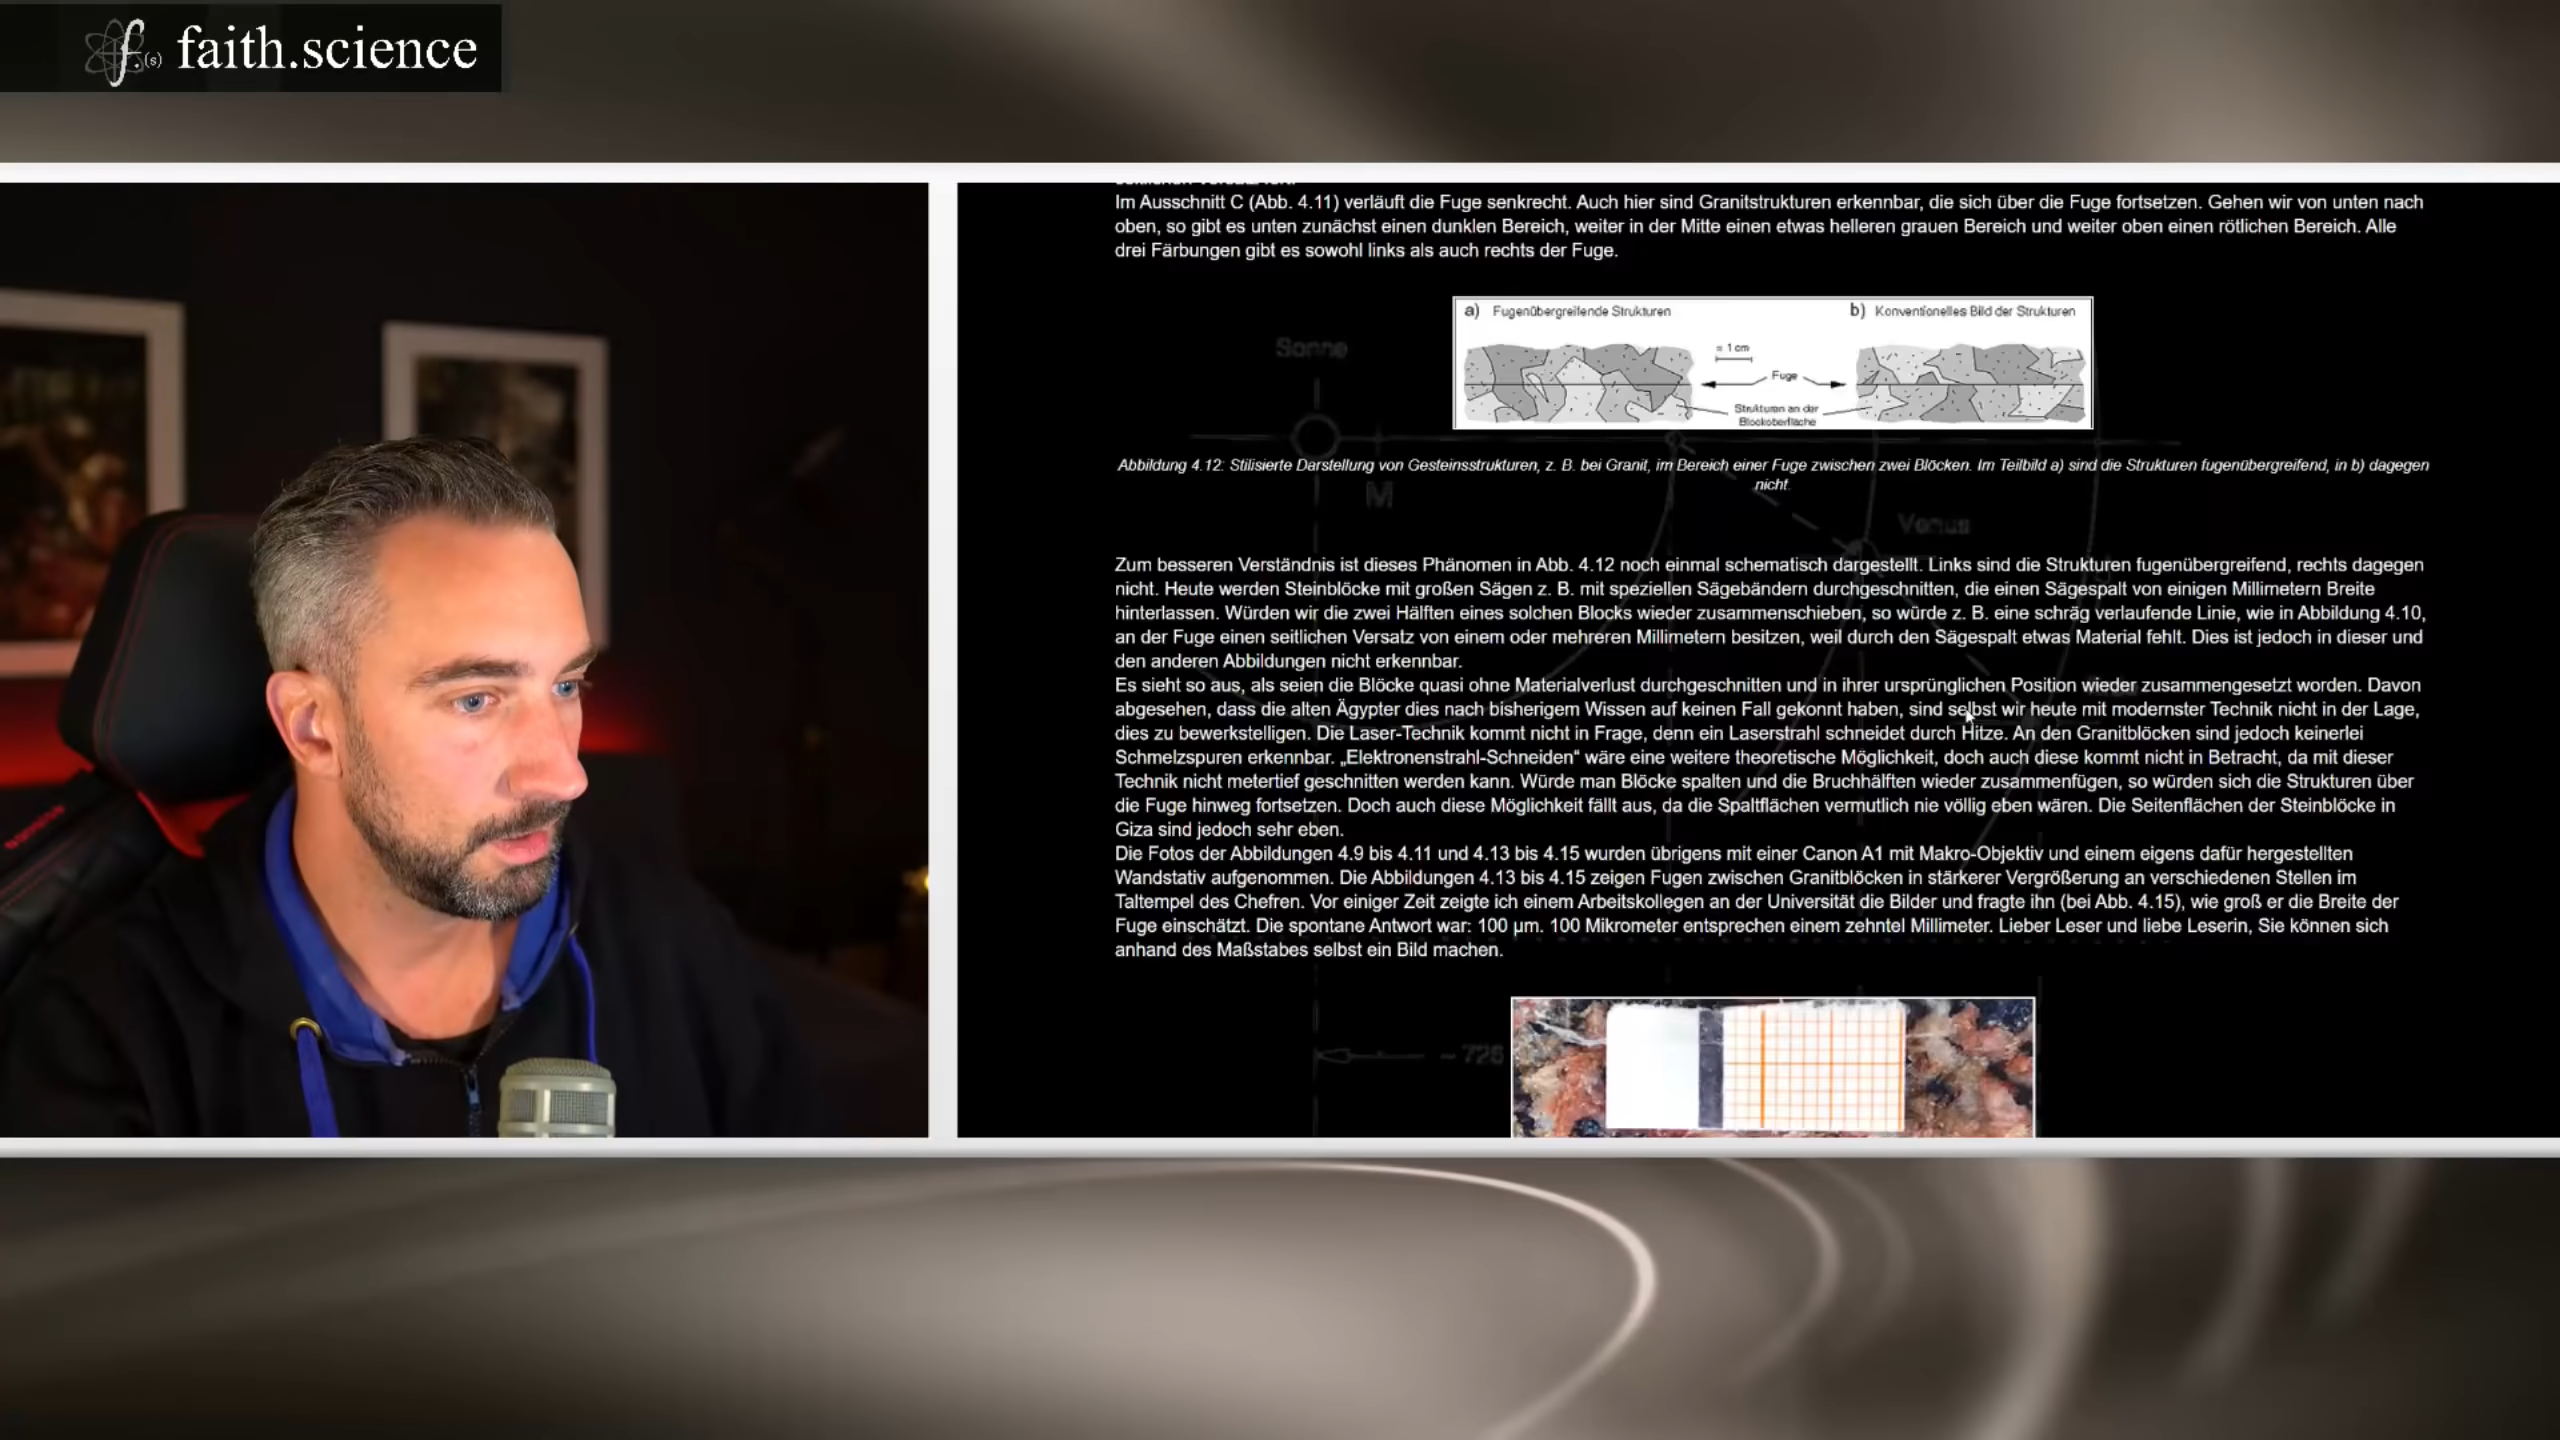 f.(s) faith.science
Im Ausschnitt C (Abb. 4.11) verläuft die Fuge senkrecht. Auch hier sind Granitstrukturen erkennbar, die sich über die Fuge fortsetzen. Gehen wir von unten nach
oben, so gibt es unten zunächst einen dunklen Bereich, weiter in der Mitte einen etwas helleren grauen Bereich und weiter oben einen rötlichen Bereich. Alle
drei Färbungen gibt es sowohl links als auch rechts der Fuge.
a) Fugenübergreifende Strukturen
b) Konventionelles Bild der Strukturen
= 1 cm
Fuge
Strukturen an der
Blockoberfläche
Sonne
Abbildung 4.12: Stilisierte Darstellung von Gesteinsstrukturen, z. B. bei Granit, im Bereich einer Fuge zwischen zwei Blöcken. Im Teilbild a) sind die Strukturen fugenübergreifend, in b) dagegen
nicht.
M
Venus
Zum besseren Verständnis ist dieses Phänomen in Abb. 4.12 noch einmal schematisch dargestellt. Links sind die Strukturen fugenübergreifend, rechts dagegen
nicht. Heute werden Steinblöcke mit großen Sägen z. B. mit speziellen Sägebändern durchgeschnitten, die einen Sägespalt von einigen Millimetern Breite
hinterlassen. Würden wir die zwei Hälften eines solchen Blocks wieder zusammenschieben, so würde z. B. eine schräg verlaufende Linie, wie in Abbildung 4.10,
an der Fuge einen seitlichen Versatz von einem oder mehreren Millimetern besitzen, weil durch den Sägespalt etwas Material fehlt. Dies ist jedoch in dieser und
den anderen Abbildungen nicht erkennbar.
Es sieht so aus, als seien die Blöcke quasi ohne Materialverlust durchgeschnitten und in ihrer ursprünglichen Position wieder zusammengesetzt worden. Davon
abgesehen, dass die alten Ägypter dies nach bisherigem Wissen auf keinen Fall gekonnt haben, sind selbst wir heute mit modernster Technik nicht in der Lage,
dies zu bewerkstelligen. Die Laser-Technik kommt nicht in Frage, denn ein Laserstrahl schneidet durch Hitze. An den Granitblöcken sind jedoch keinerlei
Schmelzspuren erkennbar. „Elektronenstrahl-Schneiden“ wäre eine weitere theoretische Möglichkeit, doch auch diese kommt nicht in Betracht, da mit dieser
Technik nicht metertief geschnitten werden kann. Würde man Blöcke spalten und die Bruchhälften wieder zusammenfügen, so würden sich die Strukturen über
die Fuge hinweg fortsetzen. Doch auch diese Möglichkeit fällt aus, da die Spaltflächen vermutlich nie völlig eben wären. Die Seitenflächen der Steinblöcke in
Giza sind jedoch sehr eben.
Die Fotos der Abbildungen 4.9 bis 4.11 und 4.13 bis 4.15 wurden übrigens mit einer Canon A1 mit Makro-Objektiv und einem eigens dafür hergestellten
Wandstativ aufgenommen. Die Abbildungen 4.13 bis 4.15 zeigen Fugen zwischen Granitblöcken in stärkerer Vergrößerung an verschiedenen Stellen im
Taltempel des Chefren. Vor einiger Zeit zeigte ich einem Arbeitskollegen an der Universität die Bilder und fragte ihn (bei Abb. 4.15), wie groß er die Breite der
Fuge einschätzt. Die spontane Antwort war: 100 µm. 100 Mikrometer entsprechen einem zehntel Millimeter. Lieber Leser und liebe Leserin, Sie können sich
anhand des Maßstabes selbst ein Bild machen.
~ 726